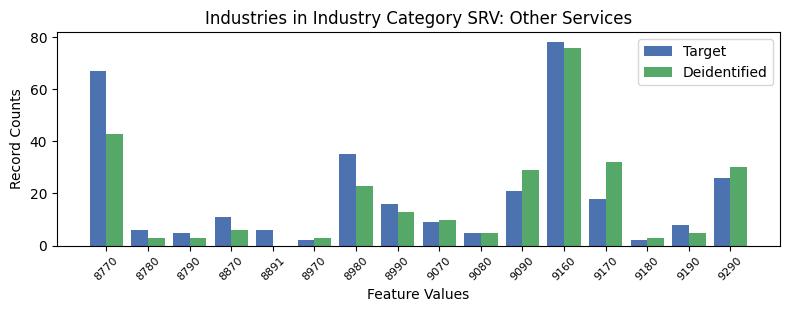 Industries in Industry Category SRV: Other Services
Record Counts
80
60
40
20
0
Target
Deidentified
8770 8780 8790 8870 8891 8970 8980 8990 9070 9080 9090 9160 9170 9180 9190 9290
Feature Values